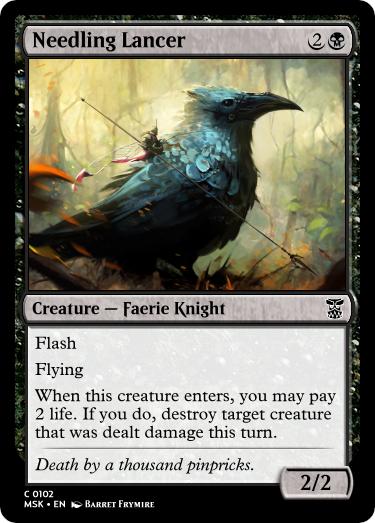 Needling Lancer 2
Creature — Faerie Knight
Flash
Flying
When this creature enters, you may pay
2 life. If you do, destroy target creature
that was dealt damage this turn.
Death by a thousand pinpricks.
2/2
C 0102
MSK • EN Barret Frymire